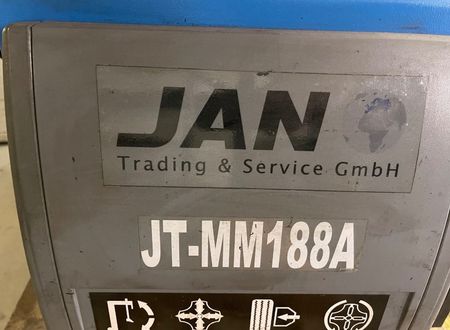 JAN
Trading & Service GmbH
JT-MM188A